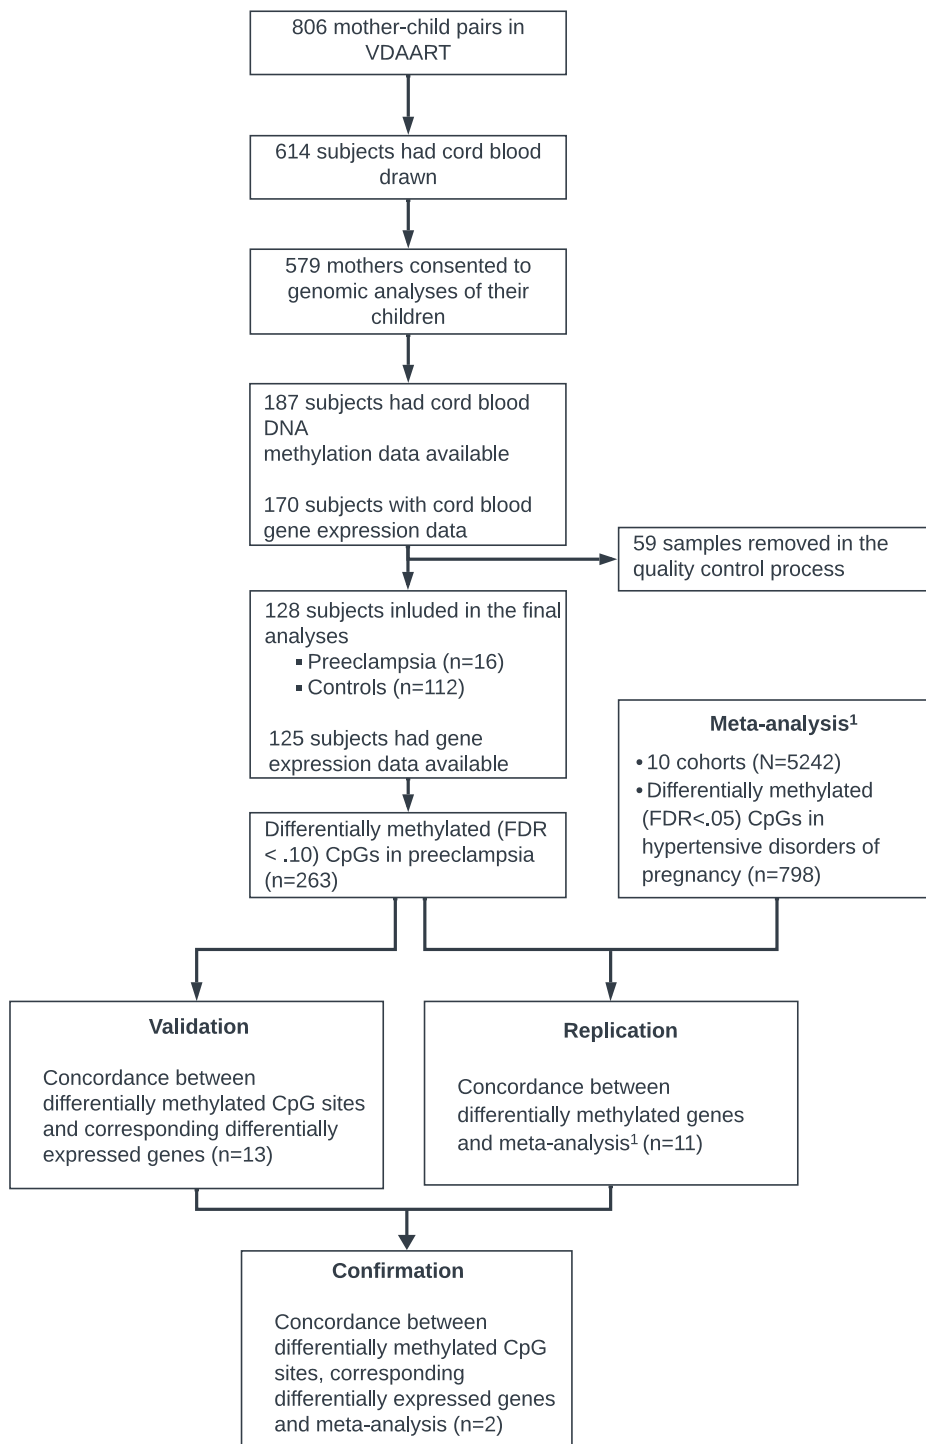 806 mother-child pairs in
VDAART
614 subjects had cord blood
drawn
579 mothers consented to
genomic analyses of their
children
187 subjects had cord blood
DNA
methylation data available
170 subjects with cord blood
gene expression data
59 samples removed in the
quality control process
128 subjects inluded in the final
analyses
▪ Preeclampsia (n=16)
▪ Controls (n=112)
125 subjects had gene
expression data available
Meta-analysis¹
• 10 cohorts (N=5242)
• Differentially methylated
(FDR<.05) CpGs in
hypertensive disorders of
pregnancy (n=798)
Differentially methylated (FDR
< .10) CpGs in preeclampsia
(n=263)
Validation
Concordance between
differentially methylated CpG sites
and corresponding differentially
expressed genes (n=13)
Replication
Concordance between
differentially methylated genes
and meta-analysis¹ (n=11)
Confirmation
Concordance between
differentially methylated CpG
sites, corresponding
differentially expressed genes
and meta-analysis (n=2)